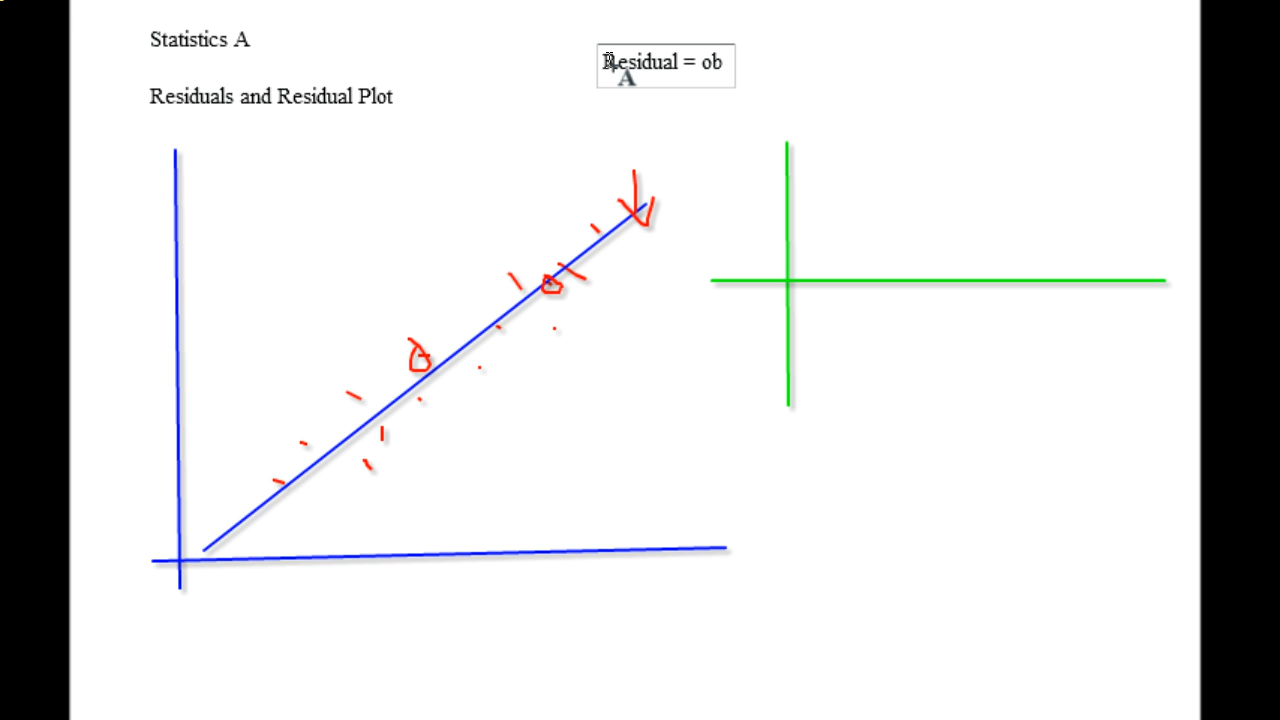 Statistics A
Residual = ob
A
Residuals and Residual Plot